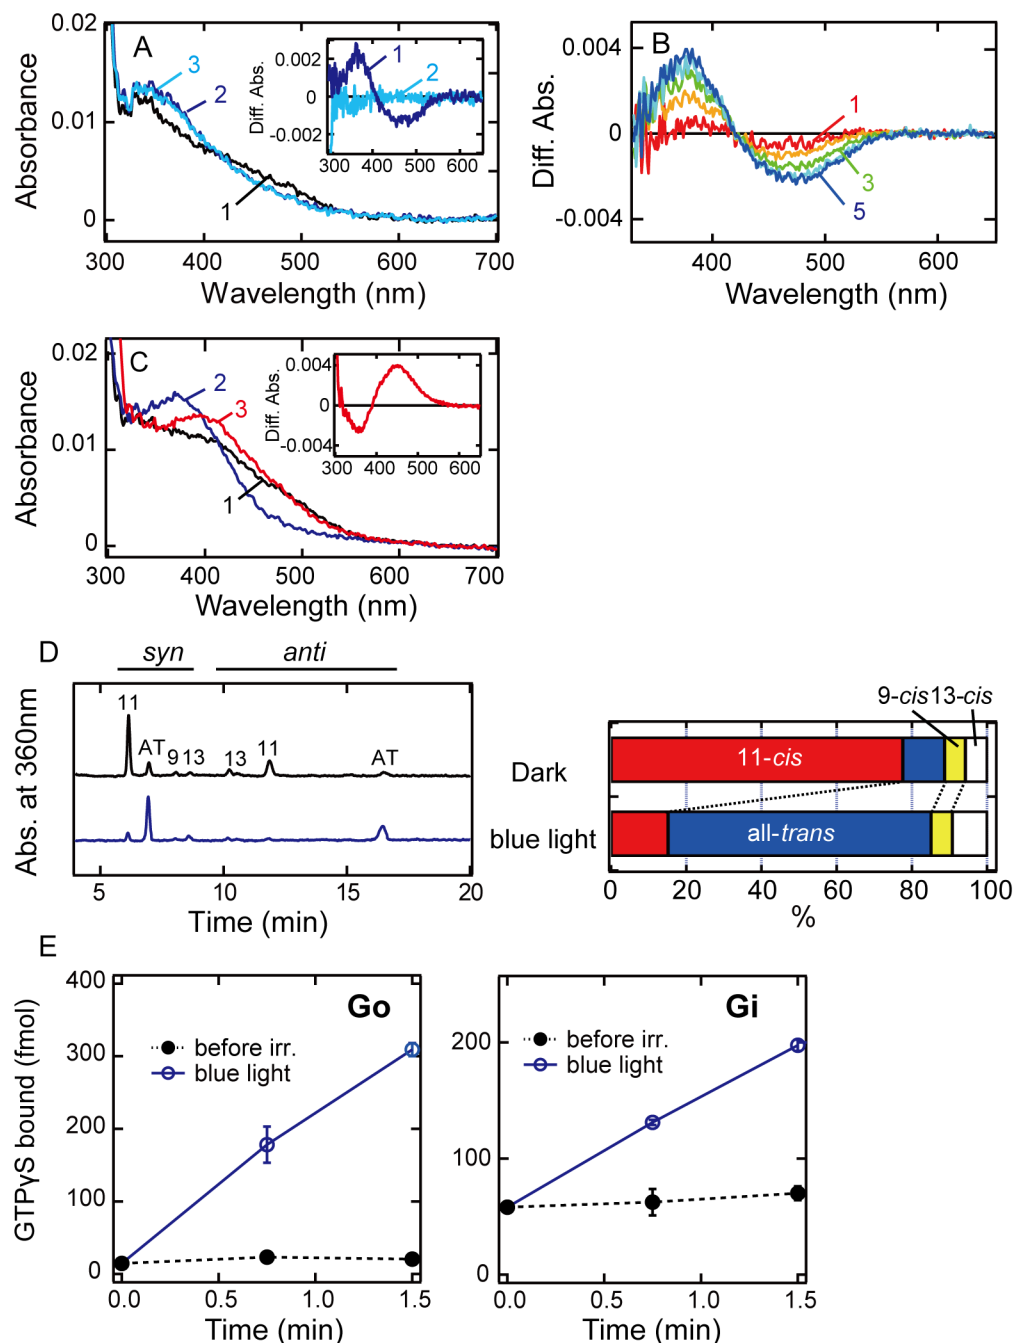 A
0.02
0.01
0
Absorbance
300 400 500 600 700
Wavelength (nm)
3
2
1
0.002
0
-0.002
Diff. Abs.
300 400 500 600
1
2
B
0.004
0
-0.004
Diff. Abs.
400 500 600
Wavelength (nm)
1
3
5
C
0.02
0.01
0
Absorbance
300 400 500 600 700
Wavelength (nm)
2
3
1
0.004
0
-0.004
Diff. Abs.
300 400 500 600
D
syn anti
Abs. at 360nm
11
AT
9
13
13
11
AT
5 10 15 20
Time (min)
9-cis 13-cis
Dark
11-cis
blue light
all-trans
0 20 40 60 80 100
%
E
GTPγS bound (fmol)
400
300
200
100
0
Go
before irr.
blue light
0.0 0.5 1.0 1.5
Time (min)
200
100
0
Gi
before irr.
blue light
0.0 0.5 1.0 1.5
Time (min)